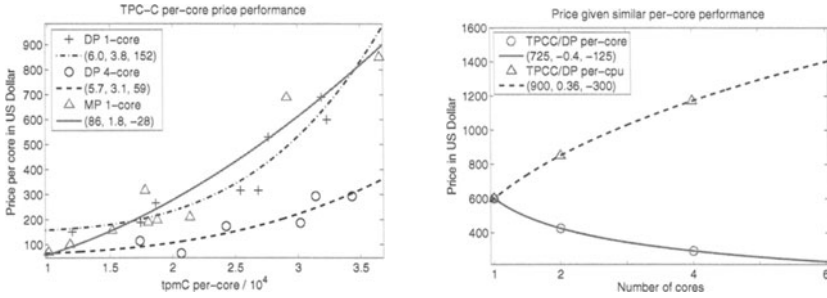 TPC-C per-core price performance
Price per core in US Dollar
900
800
700
600
500
400
300
200
100
DP 1-core
(6.0, 3.8, 152)
DP 4-core
(5.7, 3.1, 59)
MP 1-core
(86, 1.8, -28)
1 1.5 2 2.5 3 3.5
tpmC per-core / 10^4
Price given similar per-core performance
Price in US Dollar
1600
1400
1200
1000
800
600
400
TPCC/DP per-core
(725, -0.4, -125)
TPCC/DP per-cpu
(900, 0.36, -300)
1 2 4 6
Number of cores